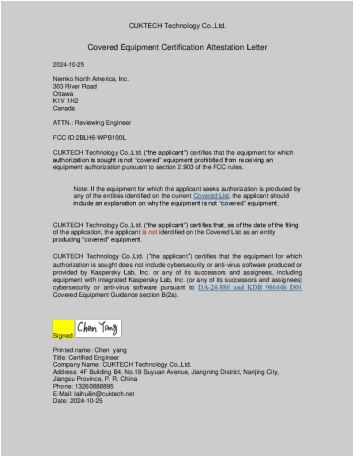 CUKTECH Technology Co.,Ltd.
Covered Equipment Certification Attestation Letter
2024-10-25
Nemko North America, Inc.
303 River Road
Ottawa
K1V 1H2
Canada
ATTN.: Reviewing Engineer
FCC ID:2BLH6-WPB100L
CUKTECH Technology Co.,Ltd. ("the applicant") certifies that the equipment for which
authorization is sought is not "covered" equipment prohibited from receiving an
equipment authorization pursuant to section 2.903 of the FCC rules.
Note: If the equipment for which the applicant seeks authorization is produced by
any of the entities identified on the current Covered List, the applicant should
include an explanation on why the equipment is not "covered" equipment.
CUKTECH Technology Co.,Ltd. ("the applicant") certifies that, as of the date of the filing
of the application, the applicant is not identified on the Covered List as an entity
producing "covered" equipment.
CUKTECH Technology Co.,Ltd. ("the applicant") certifies that the equipment for which
authorization is sought does not include cybersecurity or anti-virus software produced or
provided by Kaspersky Lab, Inc. or any of its successors and assignees, including
equipment with integrated Kaspersky Lab, Inc. (or any of its successors and assignees)
cybersecurity or anti-virus software pursuant to DA-24-886 and KDB 986446 D01
Covered Equipment Guidance section B(2a).
Signed: Chen Yang
Printed name: Chen yang
Title: Certified Engineer
Company Name: CUKTECH Technology Co.,Ltd.
Address: 4F Building B4, No.19 Suyuan Avenue, Jiangning District, Nanjing City,
Jiangsu Province, P. R. China
Phone: 13260888895
E-Mail: laihuilin@cuktech.net
Date: 2024-10-25